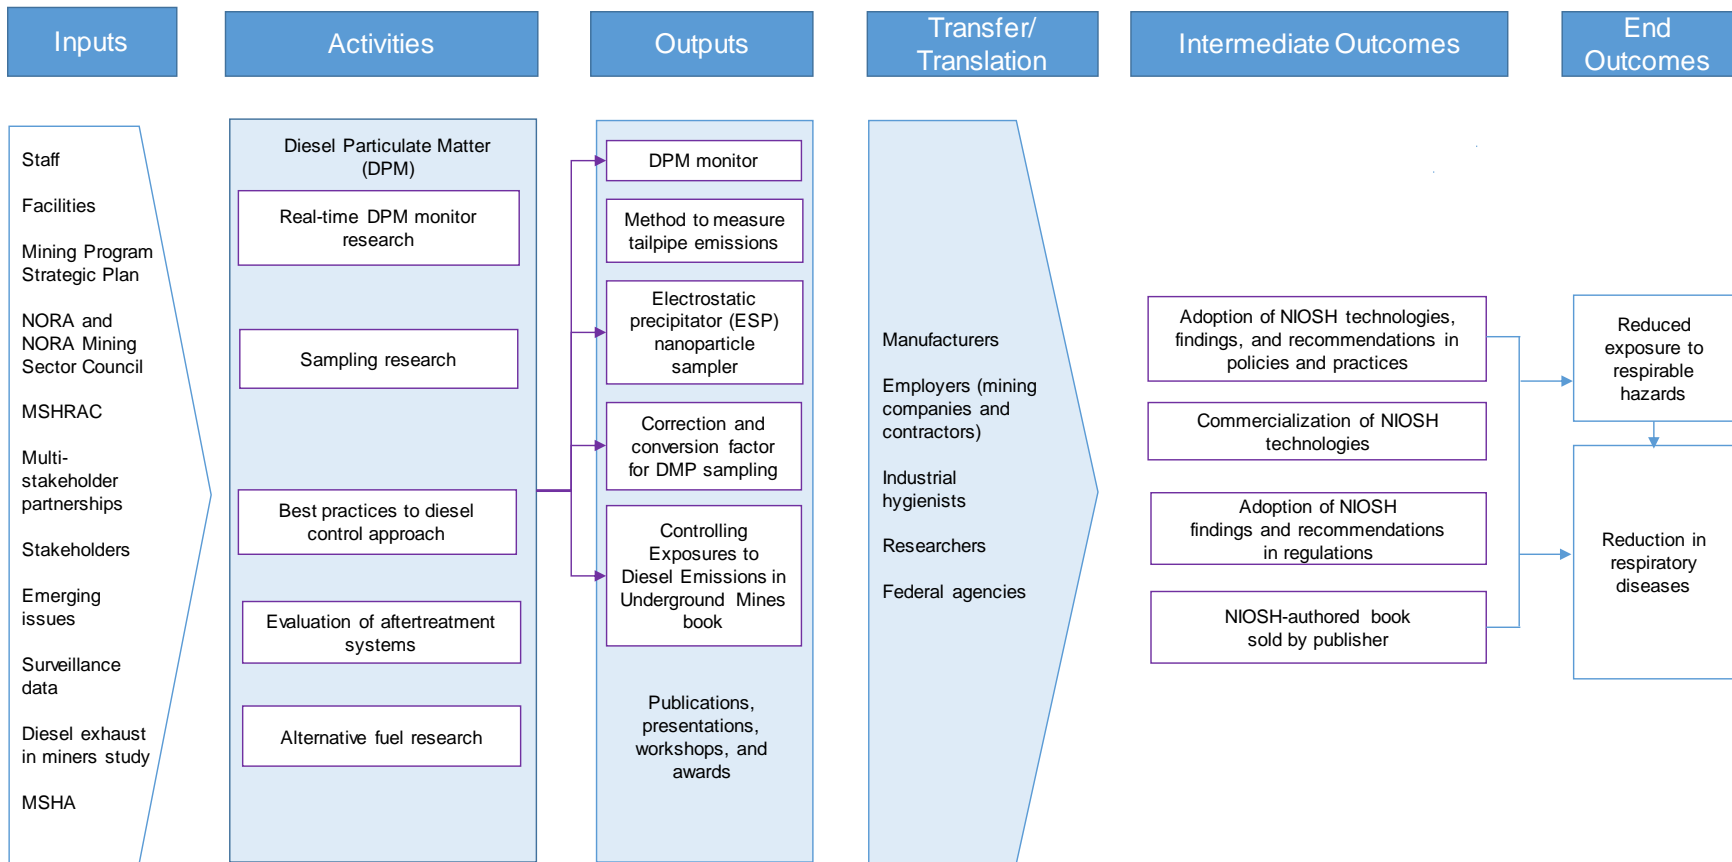 Inputs
Activities
Outputs
Transfer/
Translation
Intermediate Outcomes
End
Outcomes
Staff
Facilities
Mining Program
Strategic Plan
NORA and
NORA Mining
Sector Council
MSHRAC
Multi-
stakeholder
partnerships
Stakeholders
Emerging
issues
Surveillance
data
Diesel exhaust
in miners study
MSHA
Diesel Particulate Matter
(DPM)
Real-time DPM monitor
research
Sampling research
Best practices to diesel
control approach
Evaluation of aftertreatment
systems
Alternative fuel research
DPM monitor
Method to measure
tailpipe emissions
Electrostatic
precipitator (ESP)
nanoparticle
sampler
Correction and
conversion factor
for DMP sampling
Controlling
Exposures to
Diesel Emissions in
Underground Mines
book
Publications,
presentations,
workshops, and
awards
Manufacturers
Employers (mining
companies and
contractors)
Industrial
hygienists
Researchers
Federal agencies
Adoption of NIOSH technologies,
findings, and recommendations in
policies and practices
Commercialization of NIOSH
technologies
Adoption of NIOSH
findings and recommendations
in regulations
NIOSH-authored book
sold by publisher
Reduced
exposure to
respirable
hazards
Reduction in
respiratory
diseases